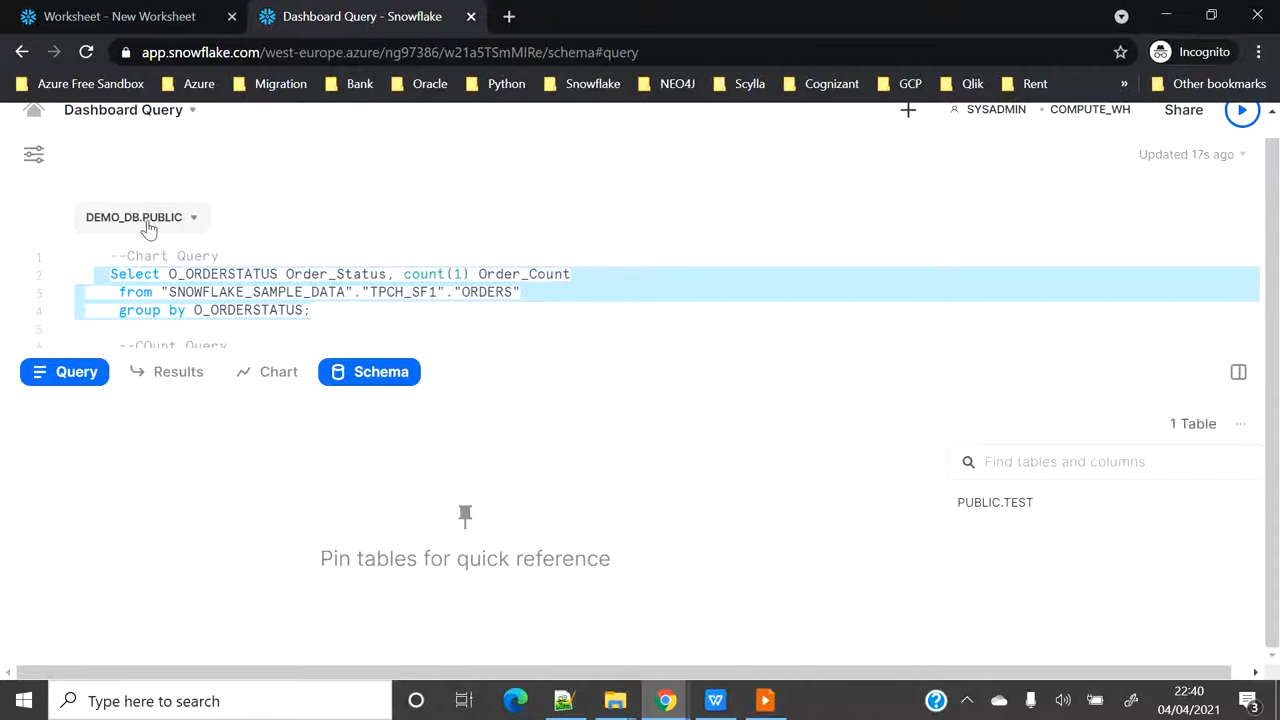 Worksheet - New Worksheet
Dashboard Query - Snowflake
app.snowflake.com/west-europe.azure/ng97386/w21a5TSmMIRe/schema#query
Incognito
Azure Free Sandbox
Azure
Migration
Bank
Oracle
Python
Snowflake
NEO4J
Scylla
Cognizant
GCP
Qlik
Rent
»
Other bookmarks
Dashboard Query
SYSADMIN
COMPUTE_WH
Share
Updated 17s ago
DEMO_DB.PUBLIC
1 --Chart Query
2 Select O_ORDERSTATUS Order_Status, count(1) Order_Count
3 from "SNOWFLAKE_SAMPLE_DATA"."TPCH_SF1"."ORDERS"
4 group by O_ORDERSTATUS;
5
6 --COunt Query
Query
Results
Chart
Schema
1 Table
...
Find tables and columns
PUBLIC.TEST
Pin tables for quick reference
Type here to search
22:40
04/04/2021
3